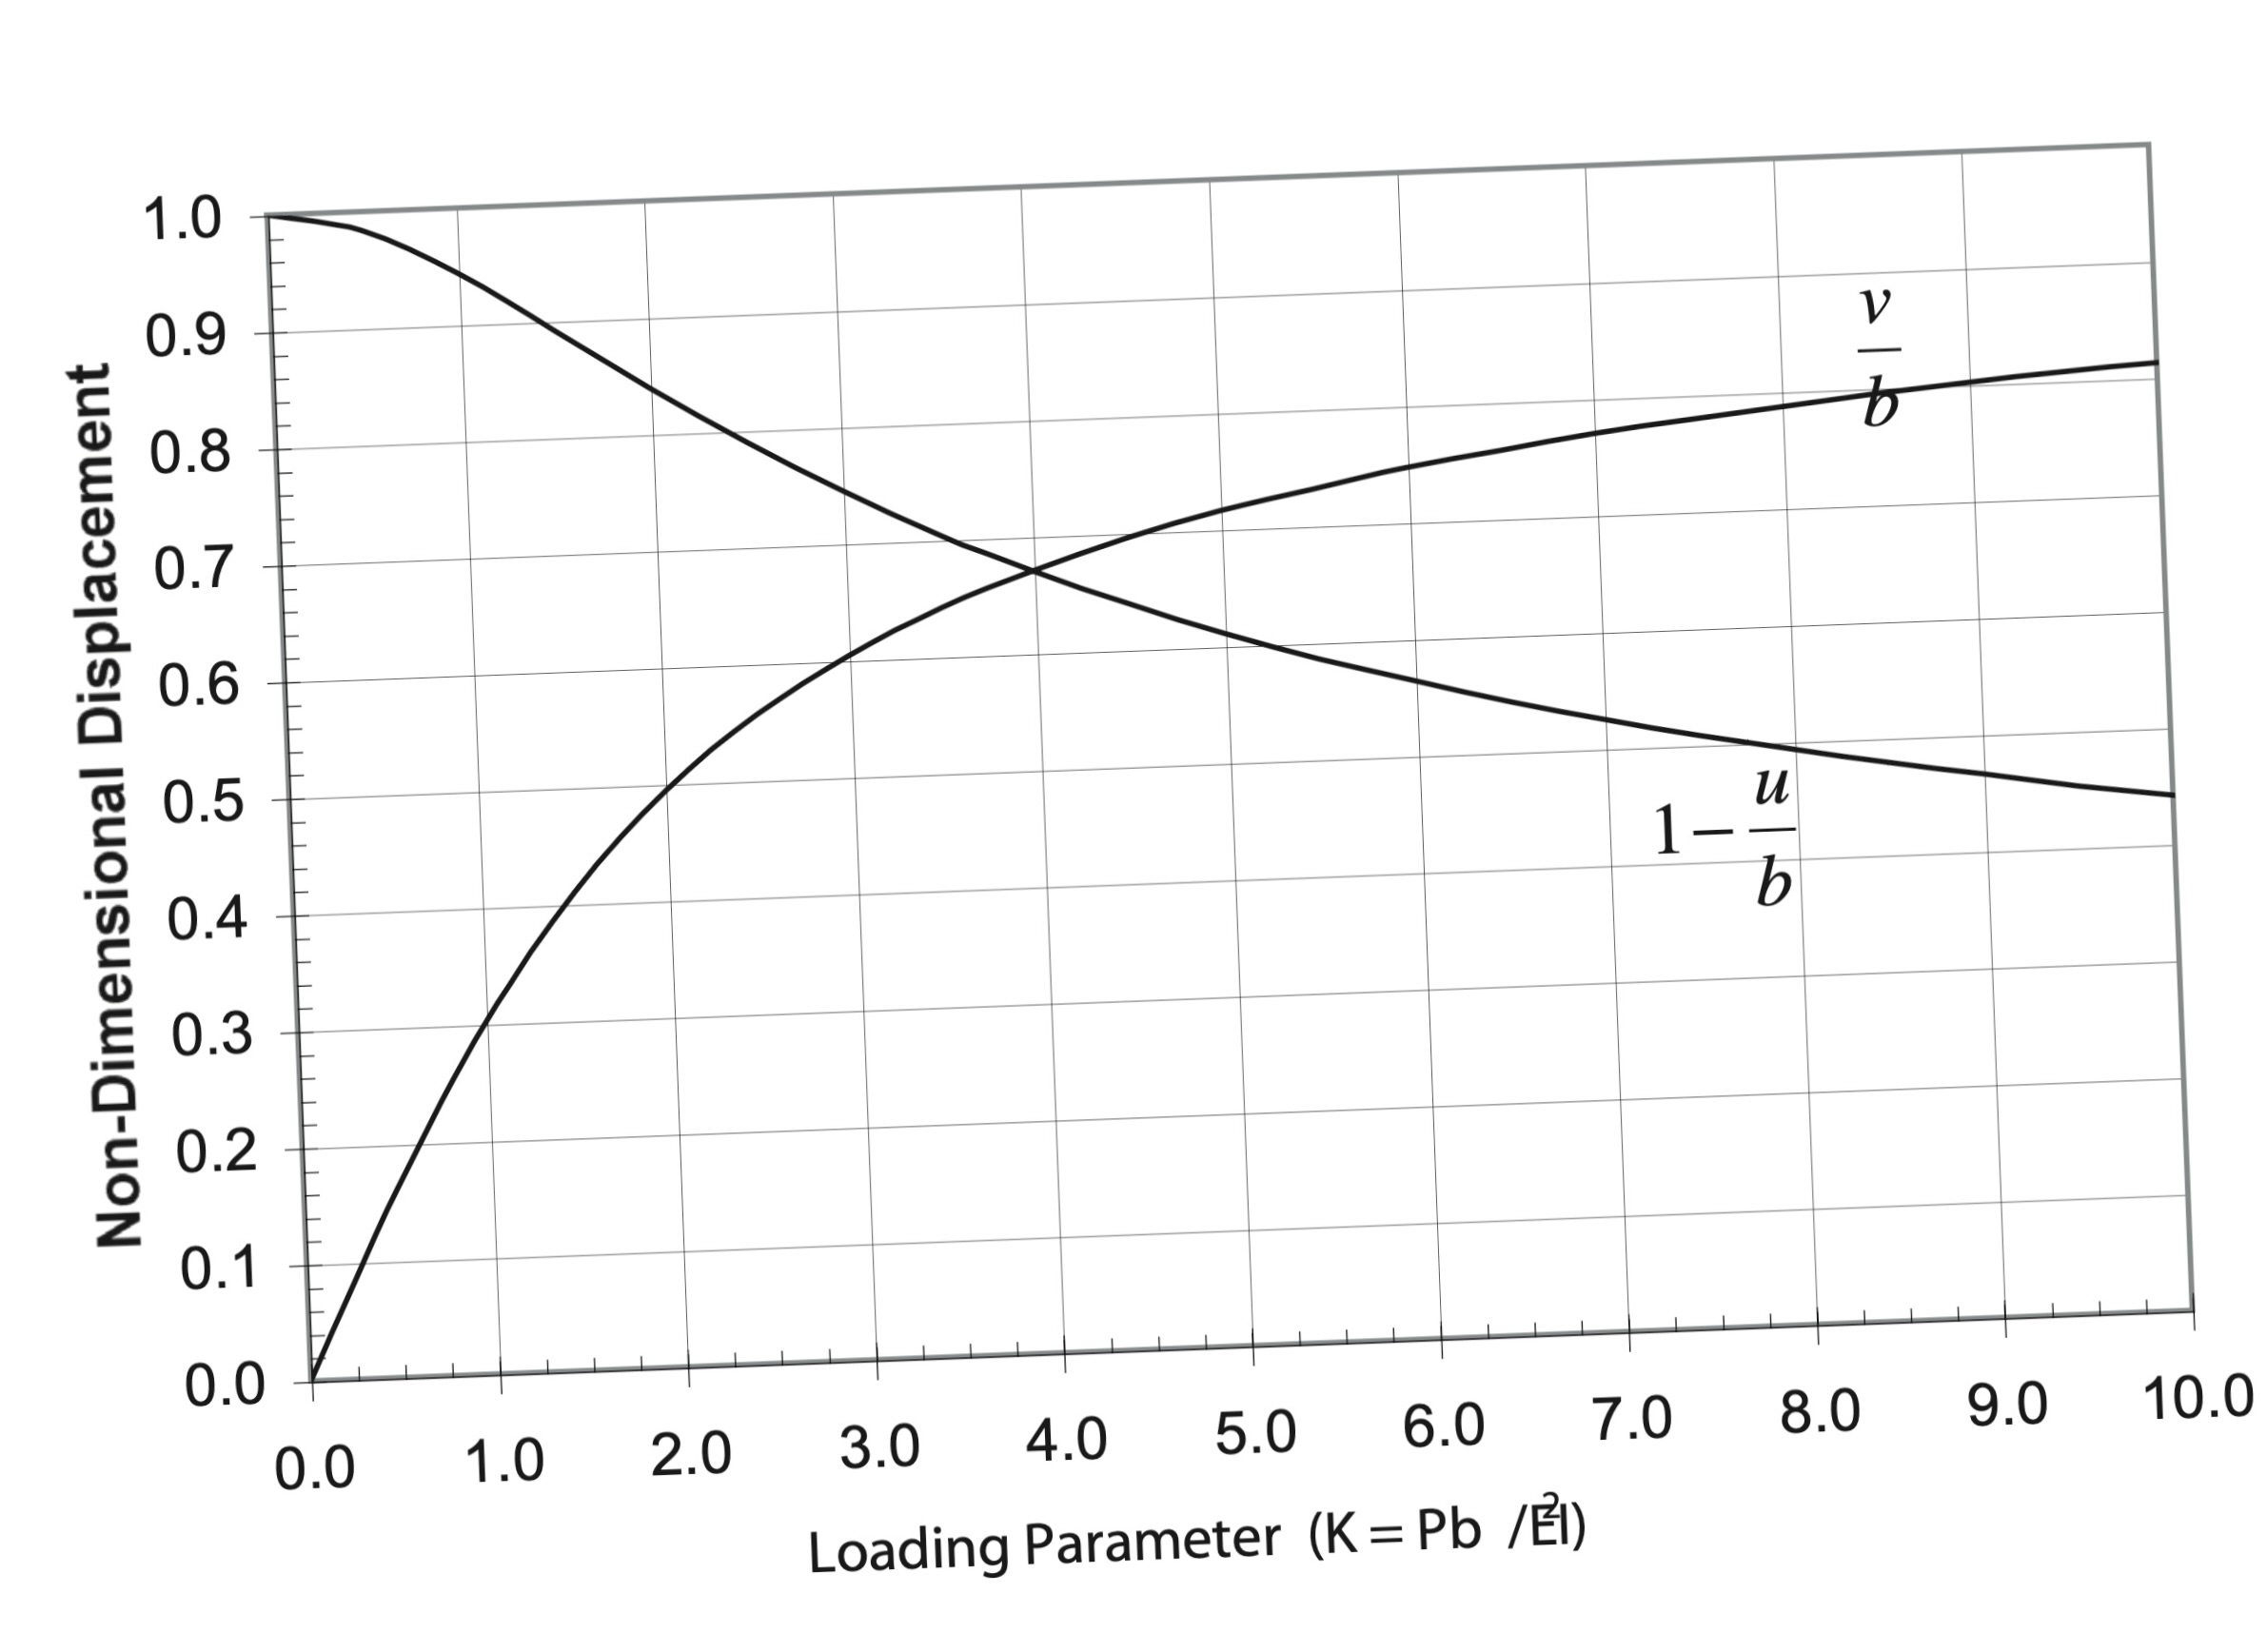 Non-Dimensional Displacement
1.0
0.9
0.8
0.7
0.6
0.5
0.4
0.3
0.2
0.1
0.0
v
b
1 − u
b
0.0 1.0 2.0 3.0 4.0 5.0 6.0 7.0 8.0 9.0 10.0
Loading Parameter (K = Pb /EI)
2